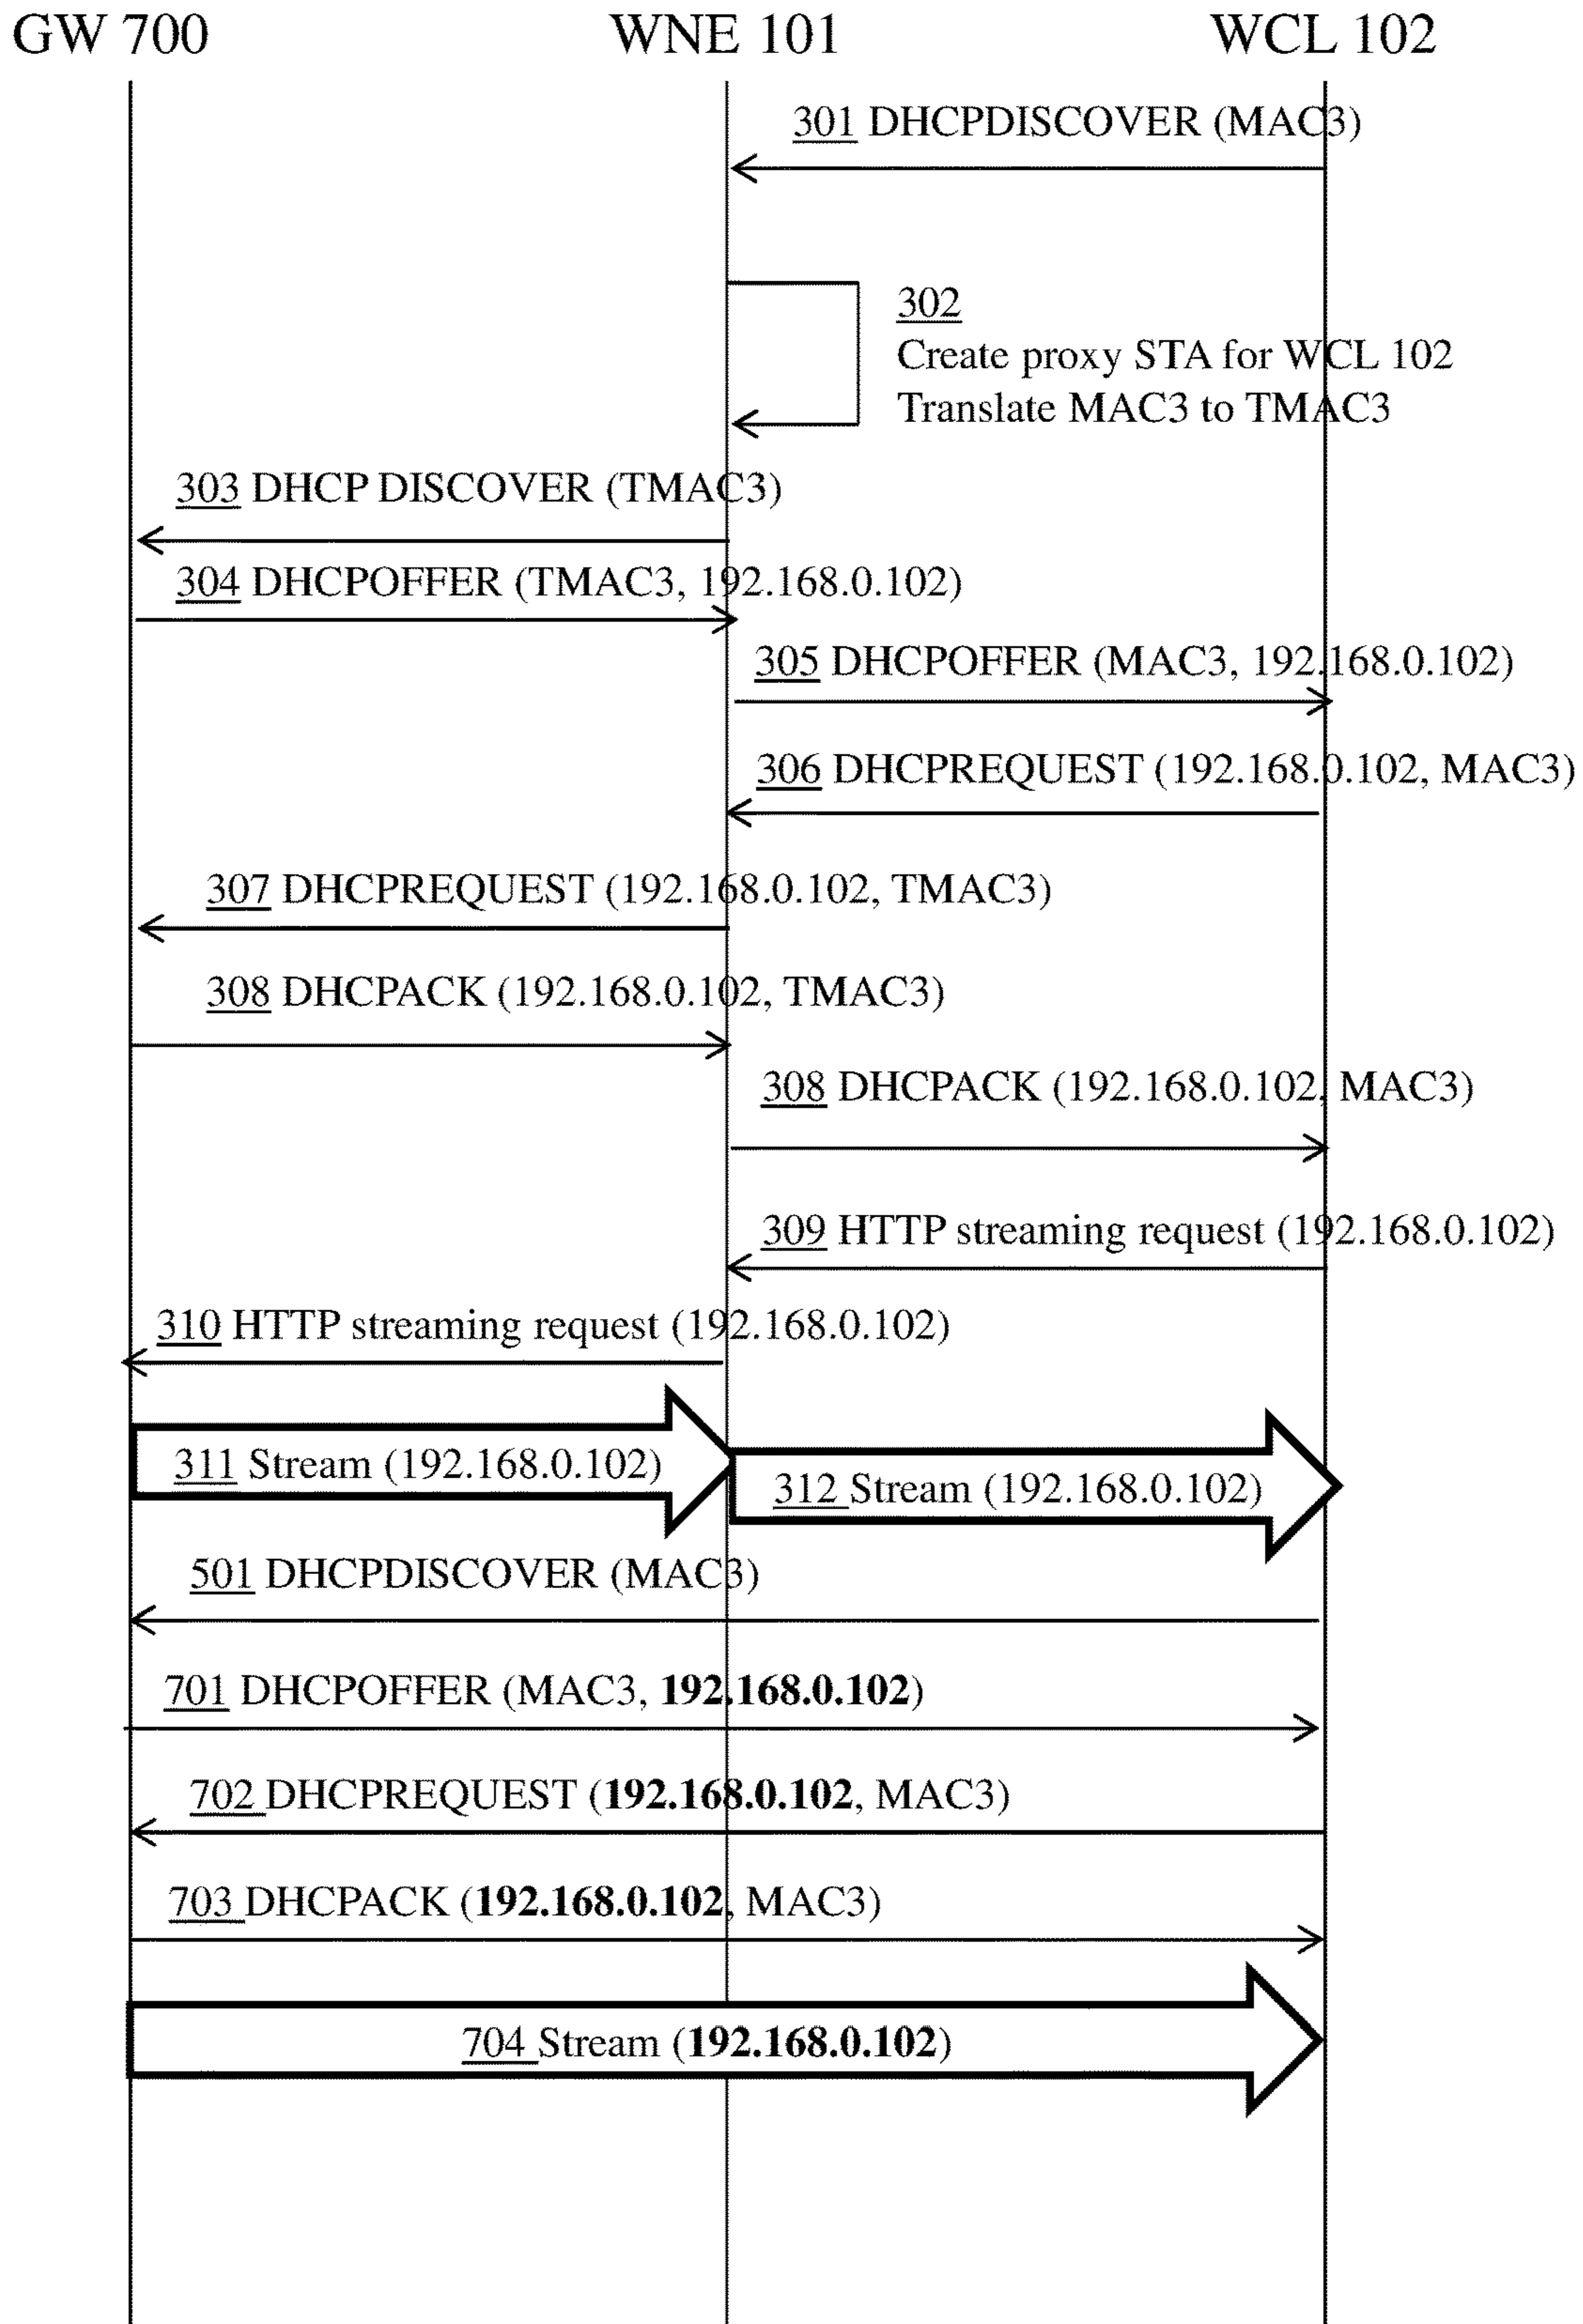 GW 700 WNE 101 WCL 102
301 DHCPDISCOVER (MAC3)
302
Create proxy STA for WCL 102
Translate MAC3 to TMAC3
303 DHCP DISCOVER (TMAC3)
304 DHCPOFFER (TMAC3, 192.168.0.102)
305 DHCPOFFER (MAC3, 192.168.0.102)
306 DHCPREQUEST (192.168.0.102, MAC3)
307 DHCPREQUEST (192.168.0.102, TMAC3)
308 DHCPACK (192.168.0.102, TMAC3)
308 DHCPACK (192.168.0.102, MAC3)
309 HTTP streaming request (192.168.0.102)
310 HTTP streaming request (192.168.0.102)
311 Stream (192.168.0.102)
312 Stream (192.168.0.102)
501 DHCPDISCOVER (MAC3)
701 DHCPOFFER (MAC3, 192.168.0.102)
702 DHCPREQUEST (192.168.0.102, MAC3)
703 DHCPACK (192.168.0.102, MAC3)
704 Stream (192.168.0.102)